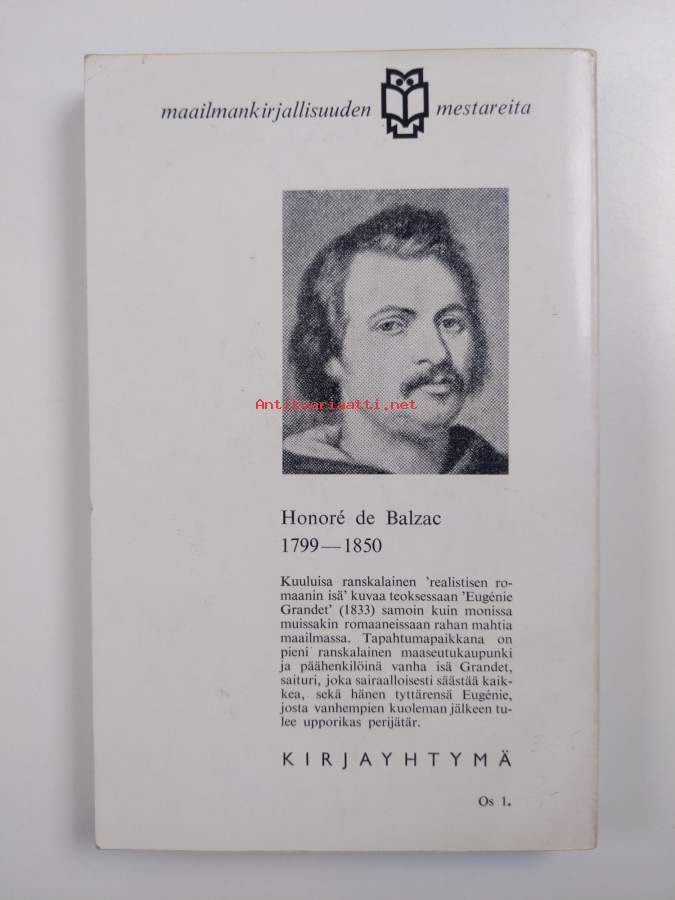 maailmankirjallisuuden mestareita
Antikvariaatti.net
Honoré de Balzac
1799—1850
Kuuluisa ranskalainen 'realistisen ro-
maanin isä' kuvaa teoksessaan 'Eugénie
Grandet' (1833) samoin kuin monissa
muissakin romaaneissaan rahan mahtia
maailmassa. Tapahtumapaikkana on
pieni ranskalainen maaseutukaupunki
ja päähenkilöinä vanha isä Grandet,
saituri, joka sairaalloisesti säästää kaik-
kea, sekä hänen tyttärensä Eugénie,
josta vanhempien kuoleman jälkeen tu-
lee upporikas perijätär.
KIRJAYHTYMÄ
Os 1.